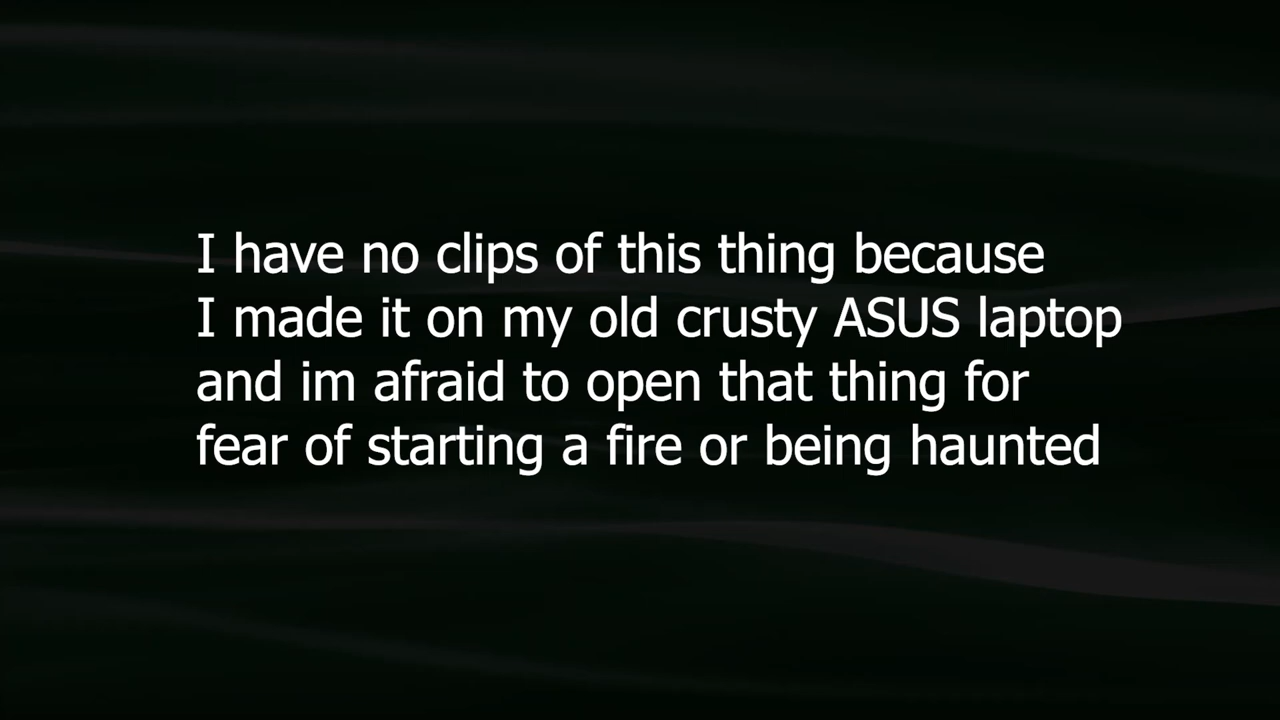 I have no clips of this thing because
I made it on my old crusty ASUS laptop
and im afraid to open that thing for
fear of starting a fire or being haunted